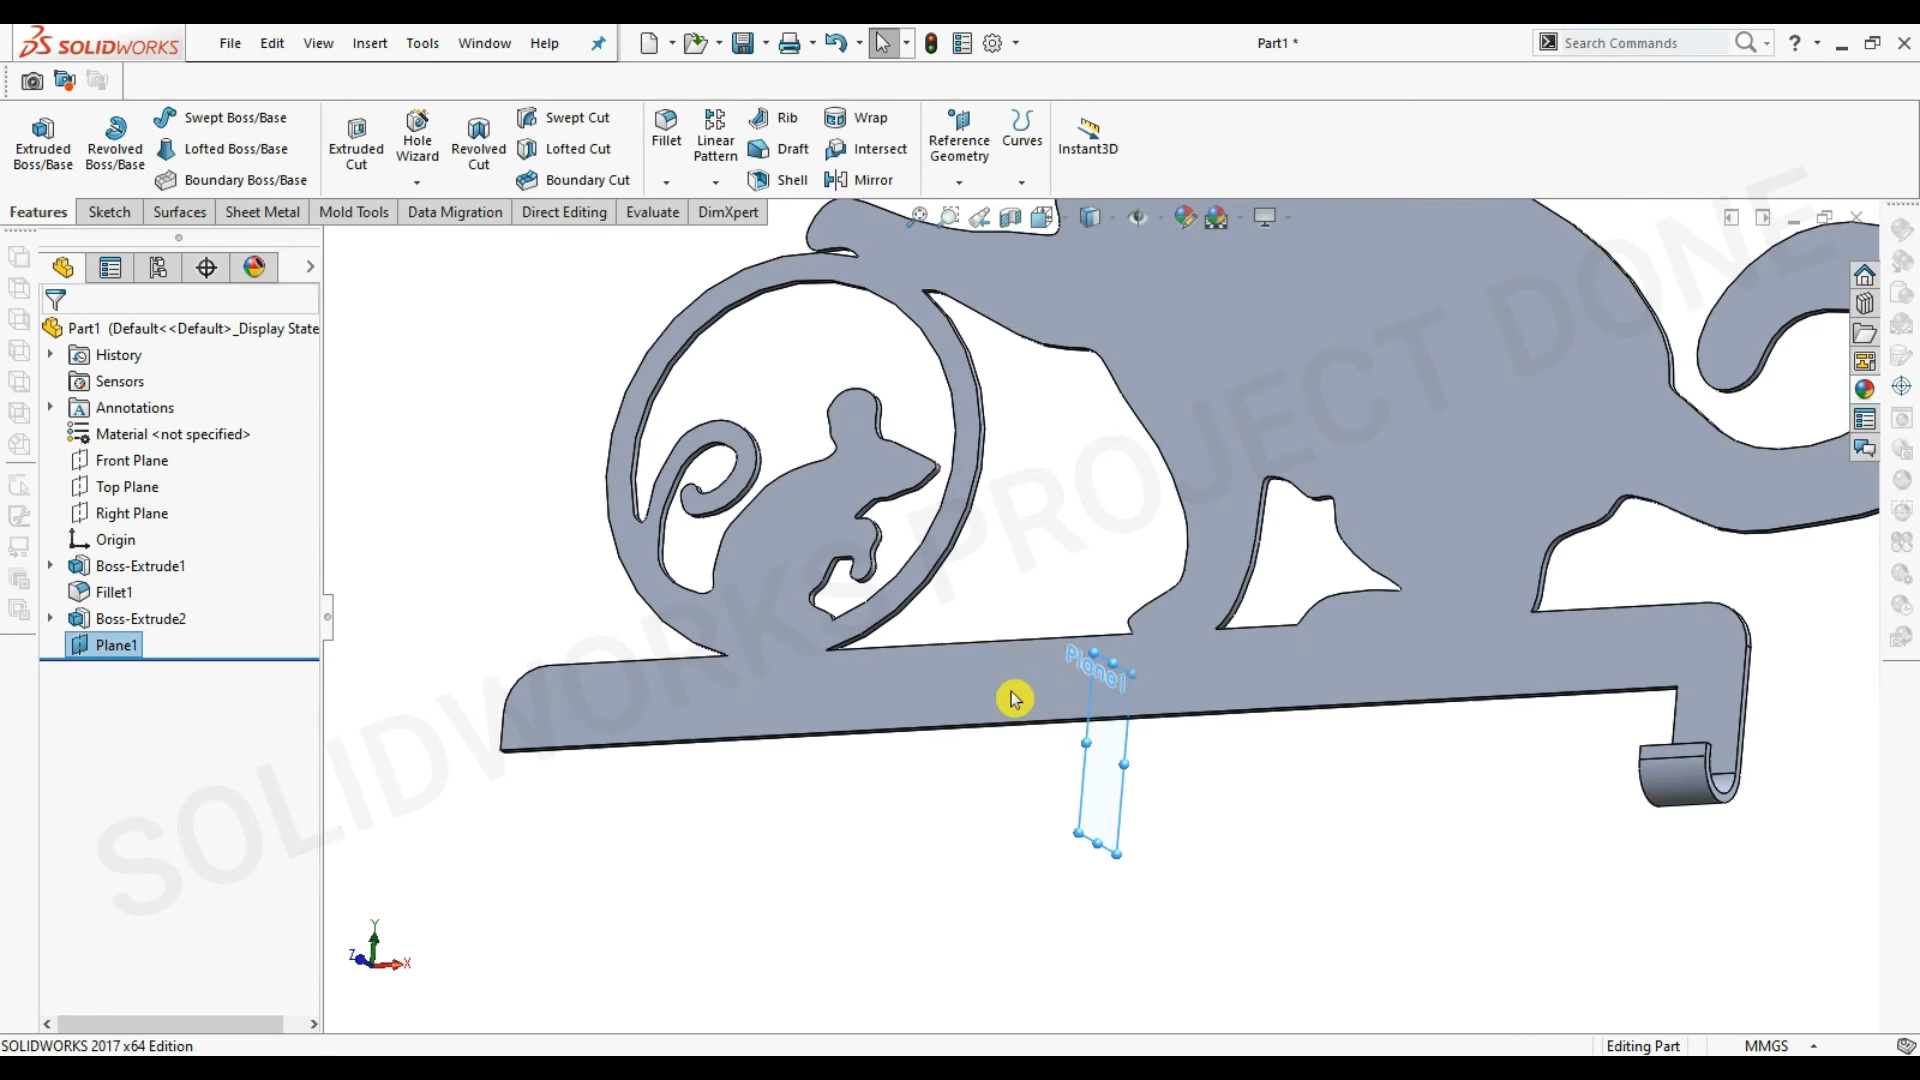 SOLIDWORKS
File Edit View Insert Tools Window Help
Part1 *
Search Commands
Extruded Boss/Base
Revolved Boss/Base
Swept Boss/Base
Lofted Boss/Base
Boundary Boss/Base
Extruded Cut
Hole Wizard
Revolved Cut
Swept Cut
Lofted Cut
Boundary Cut
Fillet
Linear Pattern
Rib
Draft
Shell
Wrap
Intersect
Mirror
Reference Geometry
Curves
Instant3D
Features Sketch Surfaces Sheet Metal Mold Tools Data Migration Direct Editing Evaluate DimXpert
Part1 (Default<<Default>_Display State
History
Sensors
Annotations
Material <not specified>
Front Plane
Top Plane
Right Plane
Origin
Boss-Extrude1
Fillet1
Boss-Extrude2
Plane1
Plane1
SOLIDWORKS PROJECT DONE
Y
Z
X
SOLIDWORKS 2017 x64 Edition
Editing Part
MMGS